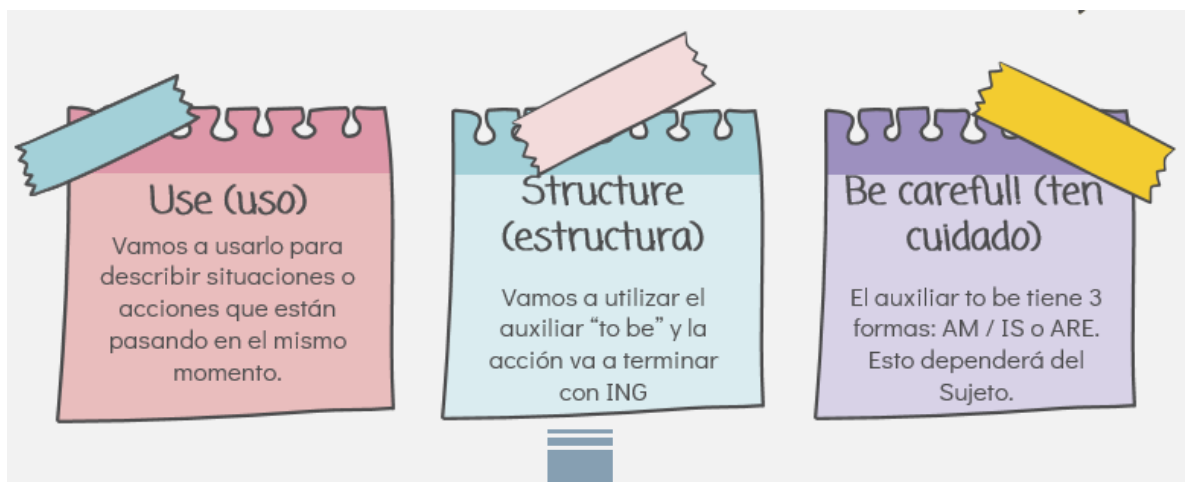 Use (uso)
Vamos a usarlo para
describir situaciones o
acciones que están
pasando en el mismo
momento.
Structure
(estructura)
Vamos a utilizar el
auxiliar “to be” y la
acción va a terminar
con ING
Be careful! (ten
cuidado)
El auxiliar to be tiene 3
formas: AM / IS o ARE.
Esto dependerá del
Sujeto.